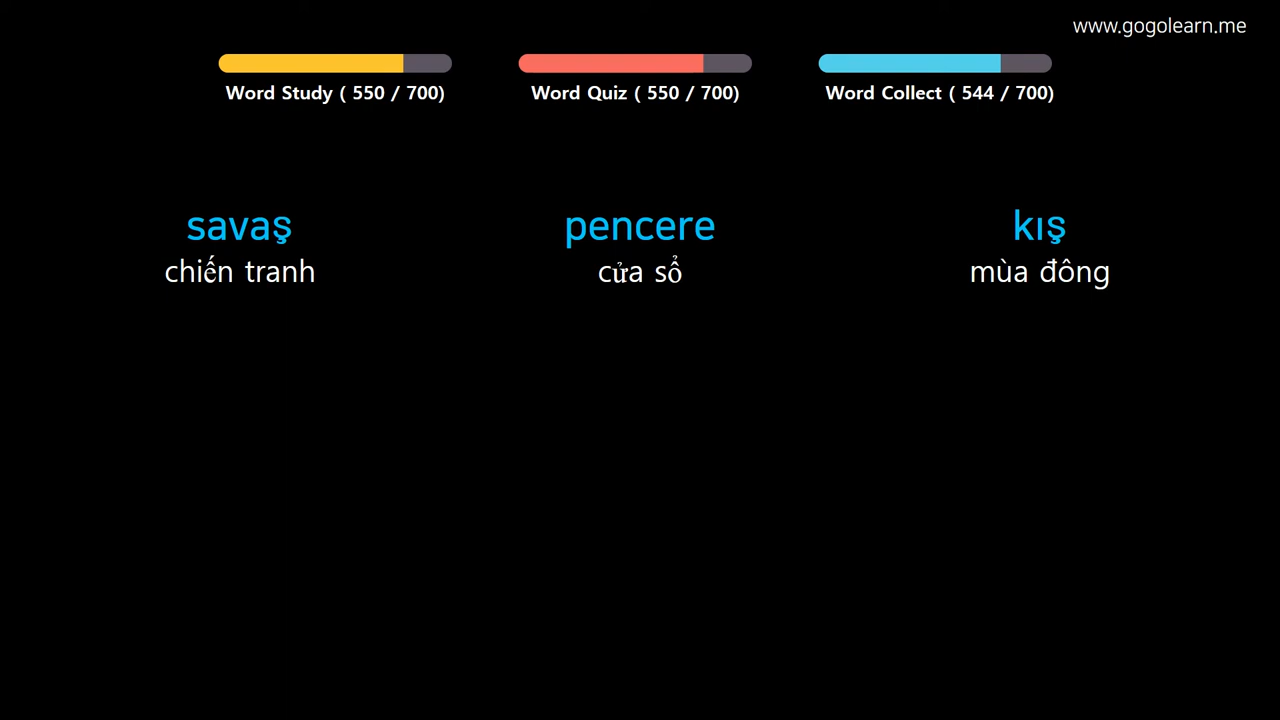 www.gogolearn.me
Word Study ( 550 / 700)
Word Quiz ( 550 / 700)
Word Collect ( 544 / 700)
savaş
chiến tranh
pencere
cửa sổ
kış
mùa đông